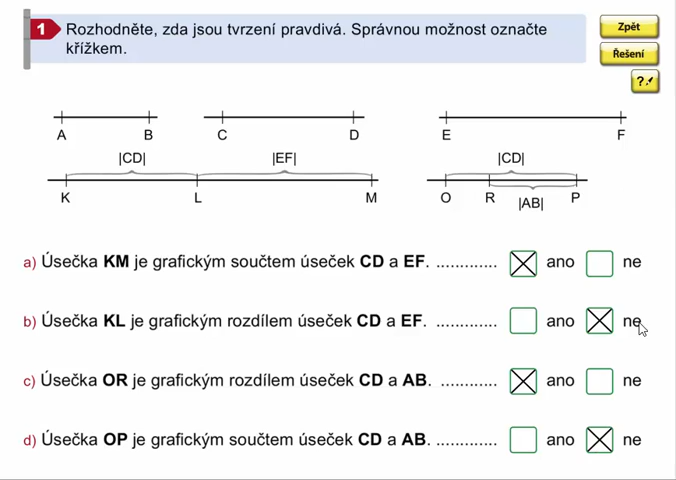 1 Rozhodněte, zda jsou tvrzení pravdivá. Správnou možnost označte
křížkem.
Zpět
Řešení
?
A B C D E F
|CD| |EF| |CD|
K L M O R P
|AB|
a) Úsečka KM je grafickým součtem úseček CD a EF. ............. ano ne
b) Úsečka KL je grafickým rozdílem úseček CD a EF. ............. ano ne
c) Úsečka OR je grafickým rozdílem úseček CD a AB. ............ ano ne
d) Úsečka OP je grafickým součtem úseček CD a AB. ............. ano ne